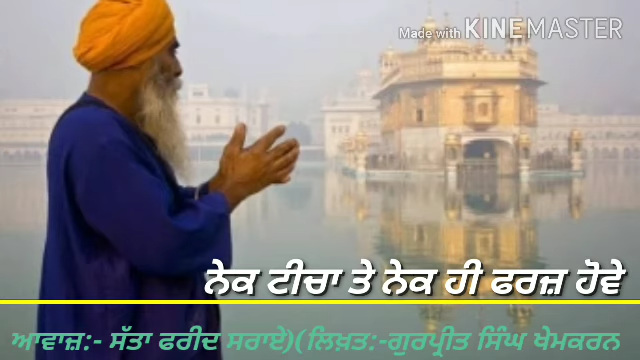 Made with KINEMASTER
ਨੇਕ ਟੀਚਾ ਤੇ ਨੇਕ ਹੀ ਫਰਜ਼ ਹੋਵੇ
ਆਵਾਜ਼:- ਸੱਤਾ ਫਰੀਦ ਸਰਾਏ)(ਲਿਖ਼ਤ:-ਗੁਰਪ੍ਰੀਤ ਸਿੰਘ ਖੇਮਕਰਨ